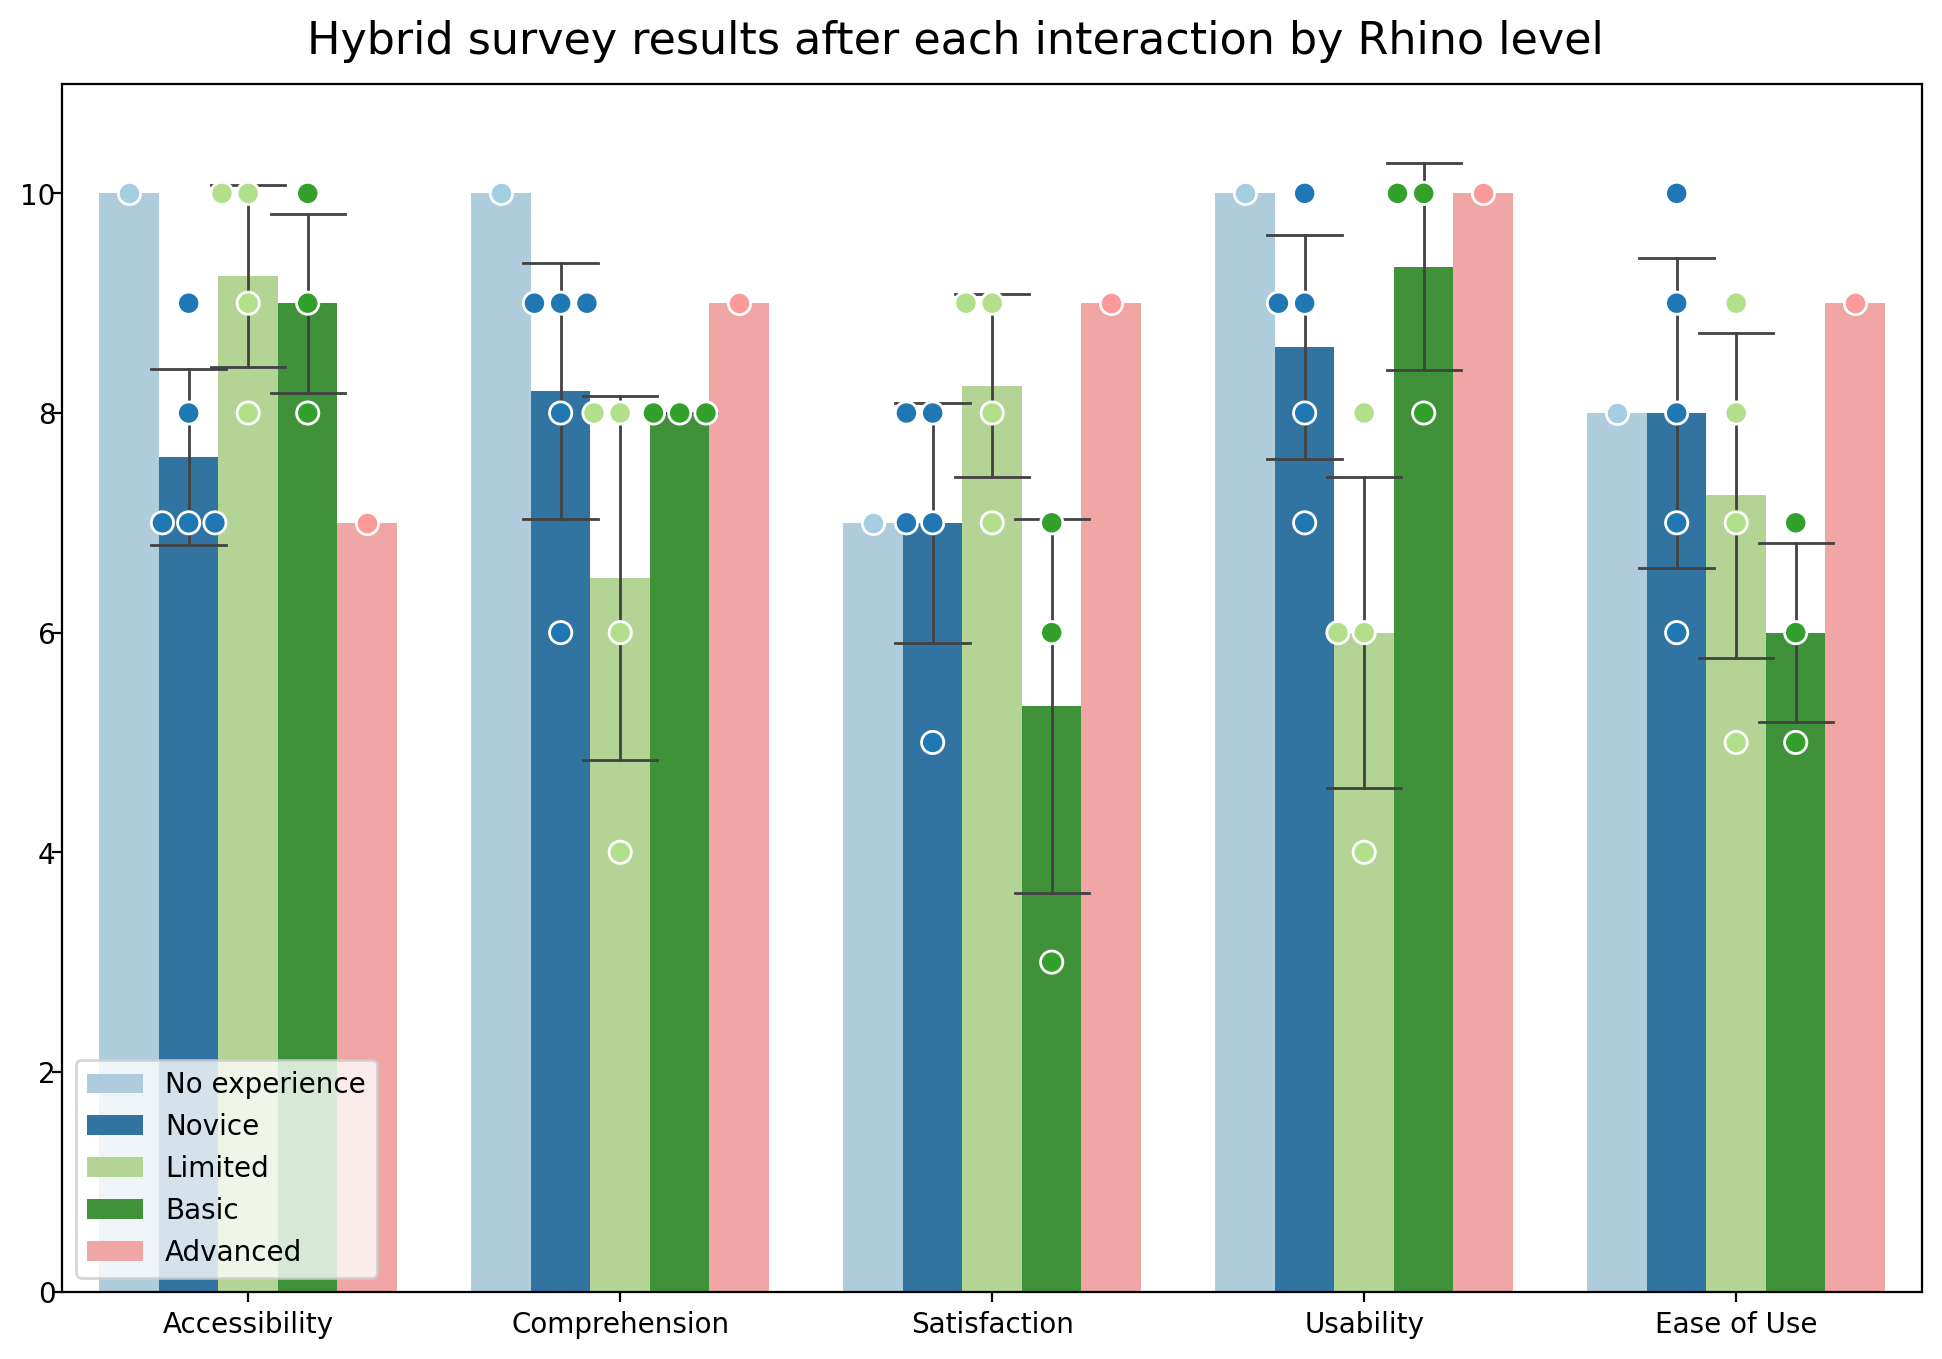 Hybrid survey results after each interaction by Rhino level
10
8
6
4
2
0
No experience
Novice
Limited
Basic
Advanced
Accessibility
Comprehension
Satisfaction
Usability
Ease of Use